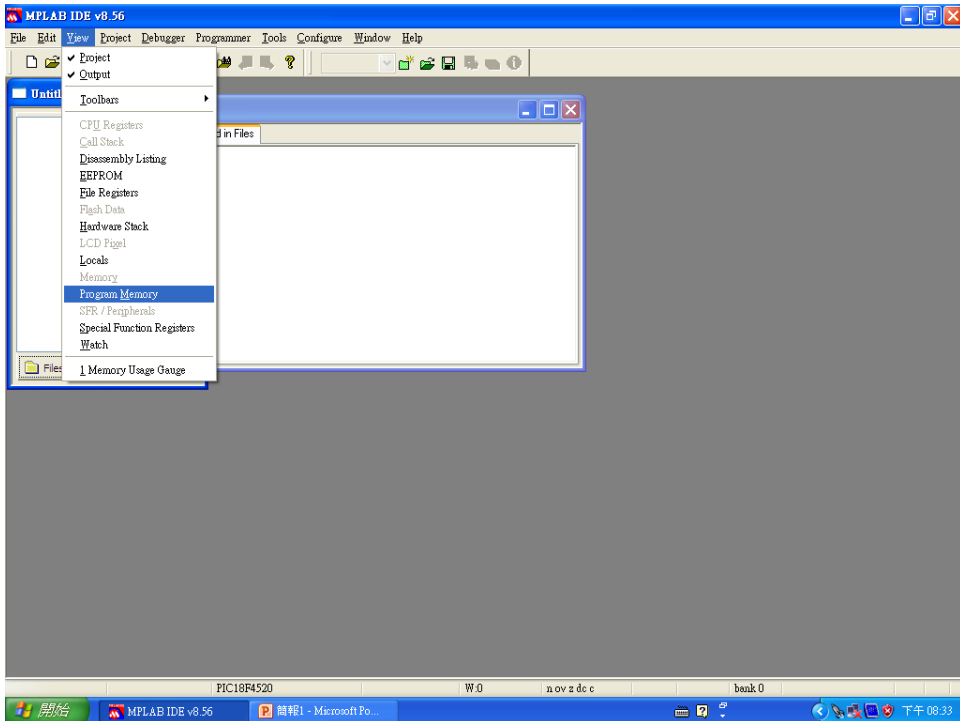 MPLAB IDE v8.56
File Edit View Project Debugger Programmer Tools Configure Window Help
Project
Output
Toolbars
CPU Registers
Call Stack
Disassembly Listing
EEPROM
File Registers
Flash Data
Hardware Stack
LCD Pixel
Locals
Memory
Program Memory
SFR / Peripherals
Special Function Registers
Watch
1 Memory Usage Gauge
Untitl
d in Files
Files
PIC18F4520 W:0 n ov z dc c bank 0
開始 MPLAB IDE v8.56 簡報1 - Microsoft Po... 下午 08:33